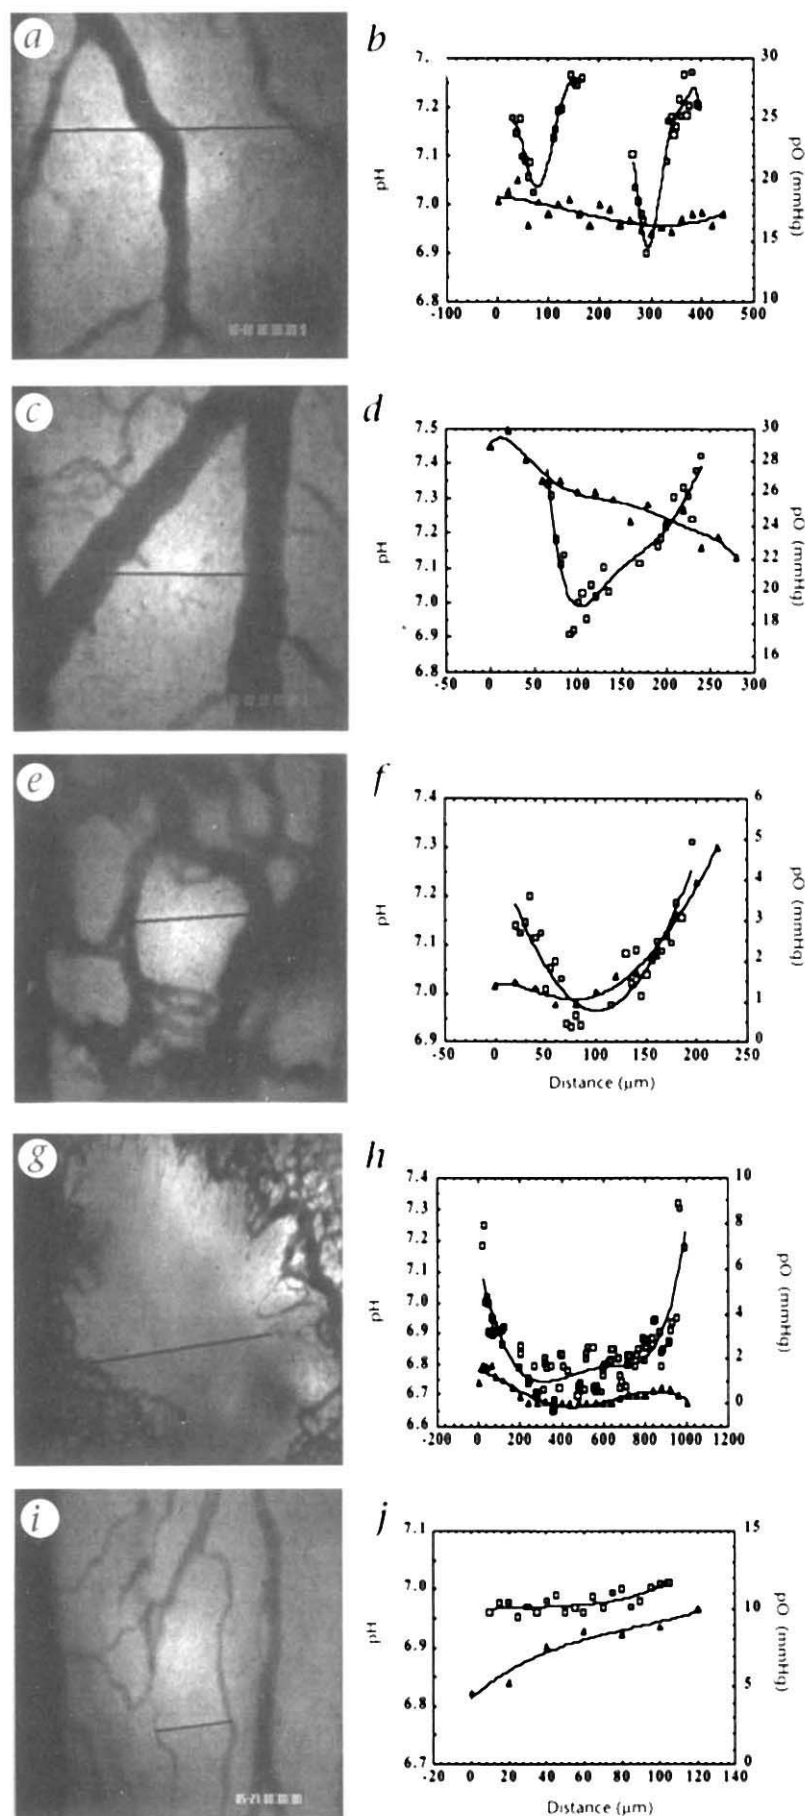 a
b
7.
7.2
7.1
7.0
6.9
6.8
pH
30
25
20
15
10
pO (mmHg)
-100 0 100 200 300 400 500
c
d
7.5
7.4
7.3
7.2
7.1
7.0
6.9
6.8
pH
30
28
26
24
22
20
18
16
pO (mmHg)
-50 0 50 100 150 200 250 300
e
f
7.4
7.3
7.2
7.1
7.0
6.9
pH
6
5
4
3
2
1
0
pO (mmHg)
-50 0 50 100 150 200 250
Distance (μm)
g
h
7.4
7.3
7.2
7.1
7.0
6.9
6.8
6.7
6.6
pH
10
8
6
4
2
0
pO (mmHg)
-200 0 200 400 600 800 1000 1200
i
j
7.1
7.0
6.9
6.8
6.7
pH
15
10
5
0
pO (mmHg)
-20 0 20 40 60 80 100 120 140
Distance (μm)